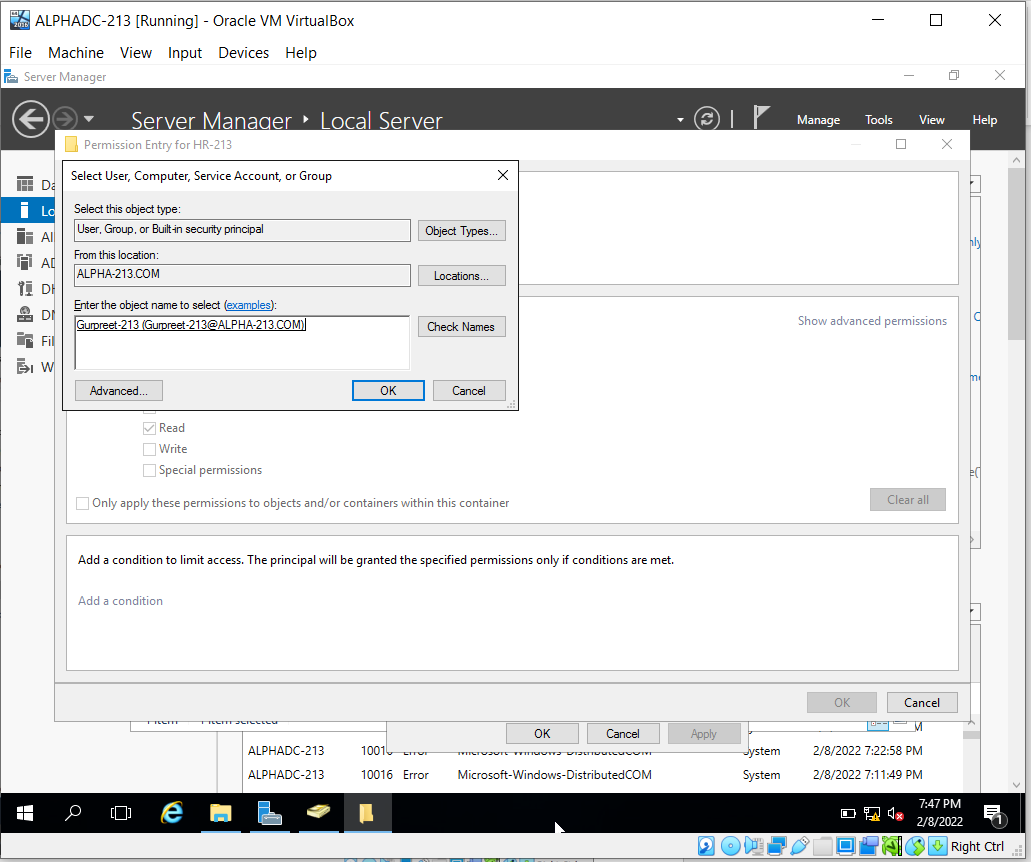 ALPHADC-213 [Running] - Oracle VM VirtualBox
File Machine View Input Devices Help
Server Manager
Server Manager Local Server
Manage Tools View Help
Permission Entry for HR-213
Select User, Computer, Service Account, or Group
Select this object type:
User, Group, or Built-in security principal
Object Types...
From this location:
ALPHA-213.COM
Locations...
Enter the object name to select (examples):
Gurpreet-213 (Gurpreet-213@ALPHA-213.COM)
Check Names
Advanced...
OK
Cancel
Show advanced permissions
Read
Write
Special permissions
Only apply these permissions to objects and/or containers within this container
Clear all
Add a condition to limit access. The principal will be granted the specified permissions only if conditions are met.
Add a condition
OK Cancel
1 item 1 item selected
OK Cancel Apply
ALPHADC-213 10016 Error Microsoft-Windows-DistributedCOM System 2/8/2022 7:22:58 PM
ALPHADC-213 10016 Error Microsoft-Windows-DistributedCOM System 2/8/2022 7:11:49 PM
7:47 PM
2/8/2022
1
Right Ctrl